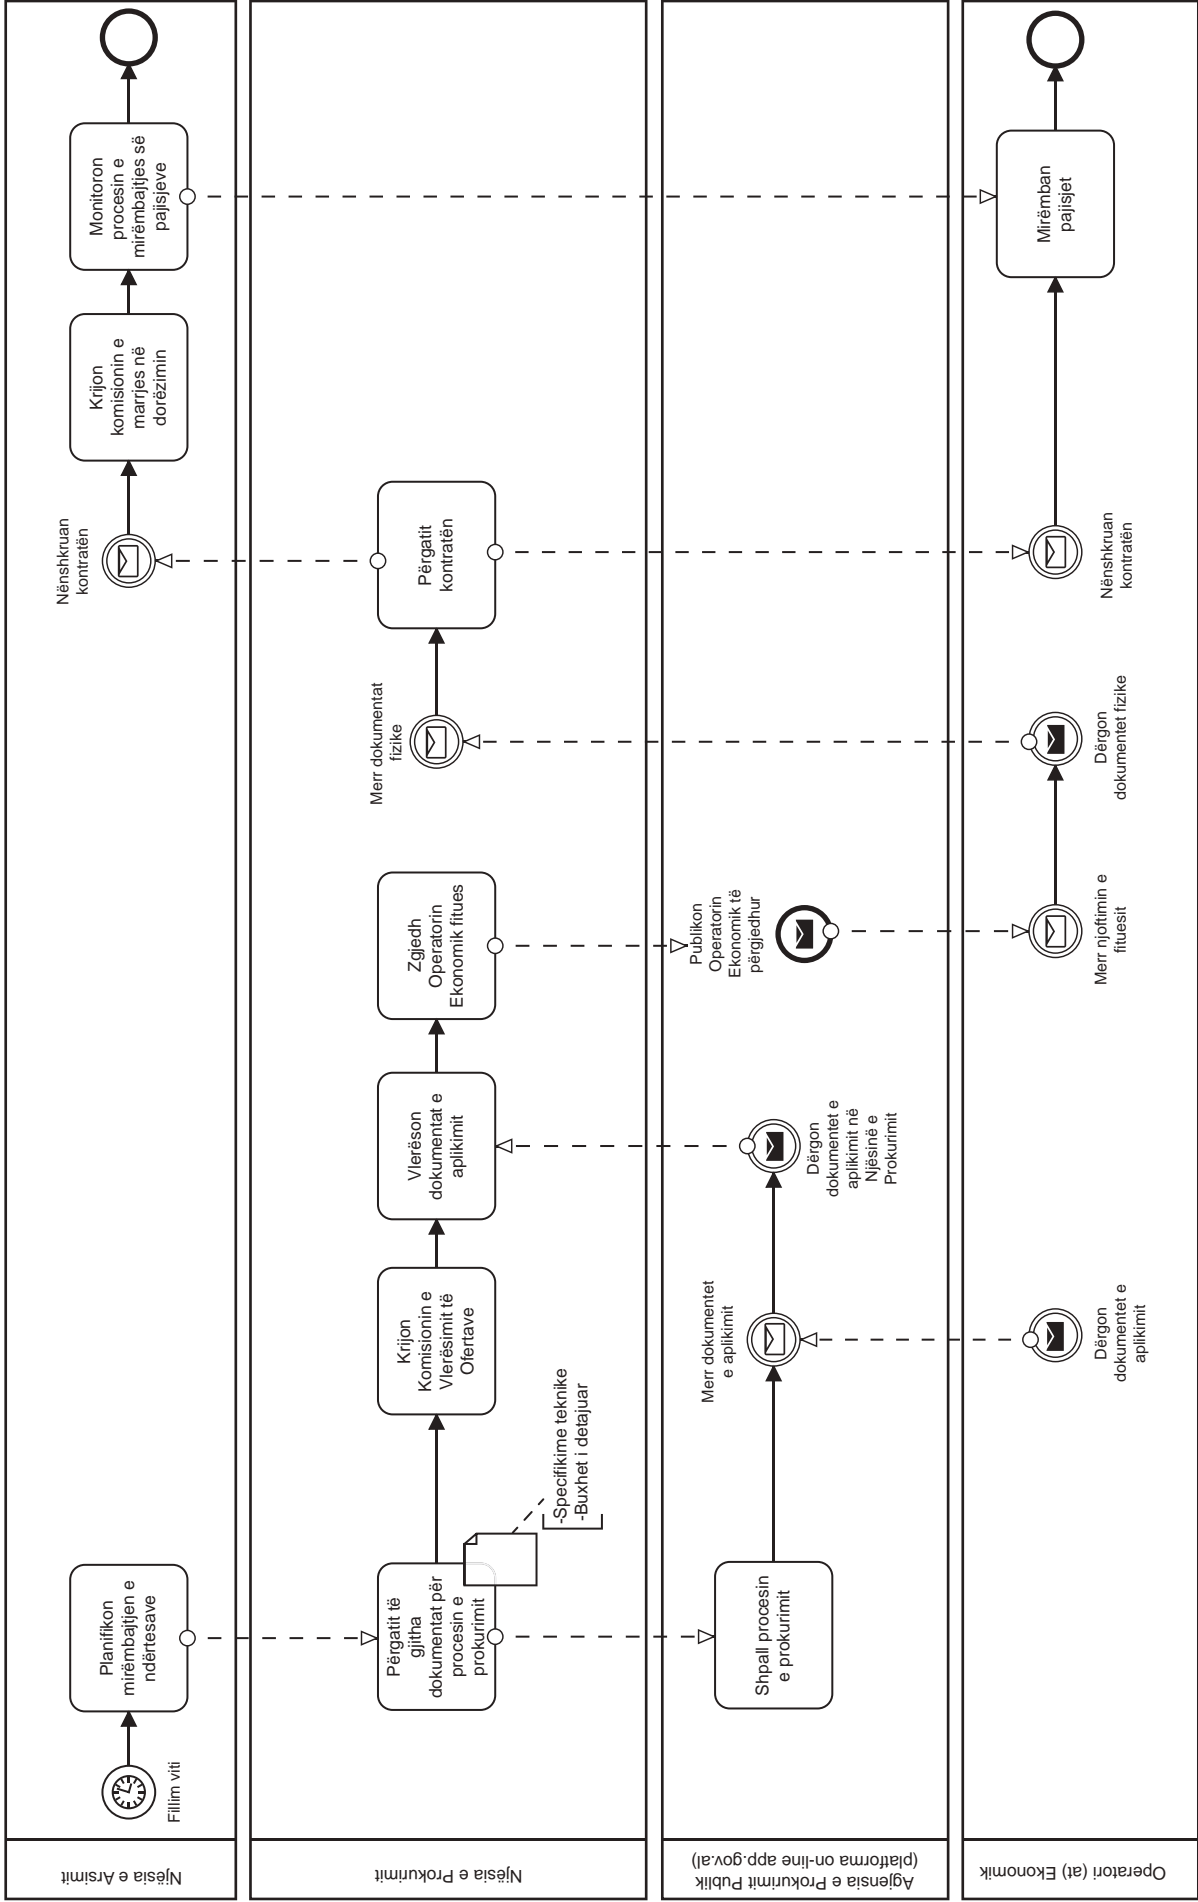 Njësia e Arsimit
Fillim viti
Planifikon
mirëmbajtjen e
ndërtesave
Nënshkruan
kontratën
Krijon
komisionin e
marrjes në
dorëzimin
Monitoron
procesin e
mirëmbajtjes së
pajisjeve
Njësia e Prokurimit
Përgatit të
gjitha
dokumentat për
procesin e
prokurimit
-Specifikime teknike
-Buxhet i detajuar
Krijon
Komisionin e
Vlerësimit të
Ofertave
Vlerëson
dokumentat e
aplikimit
Zgjedh
Operatorin
Ekonomik fitues
Merr dokumentat
fizike
Përgatit
kontratën
Agjensia e Prokurimit Publik
(platforma on-line app.gov.al)
Shpall procesin
e prokurimit
Merr dokumentet
e aplikimit
Dërgon
dokumentet e
aplikimit në
Njësinë e
Prokurimit
Publikon
Operatorin
Ekonomik të
përgjedhur
Operatori (at) Ekonomik
Dërgon
dokumentet e
aplikimit
Merr njoftimin e
fituesit
Dërgon
dokumentet fizike
Nënshkruan
kontratën
Mirëmban
pajisjet